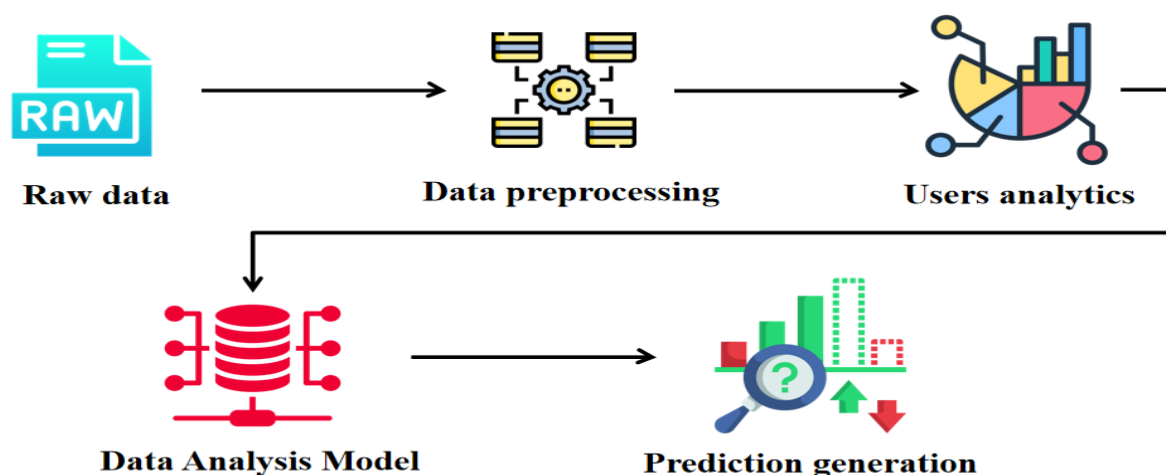 RAW
Raw data
Data preprocessing
Users analytics
Data Analysis Model
?
Prediction generation